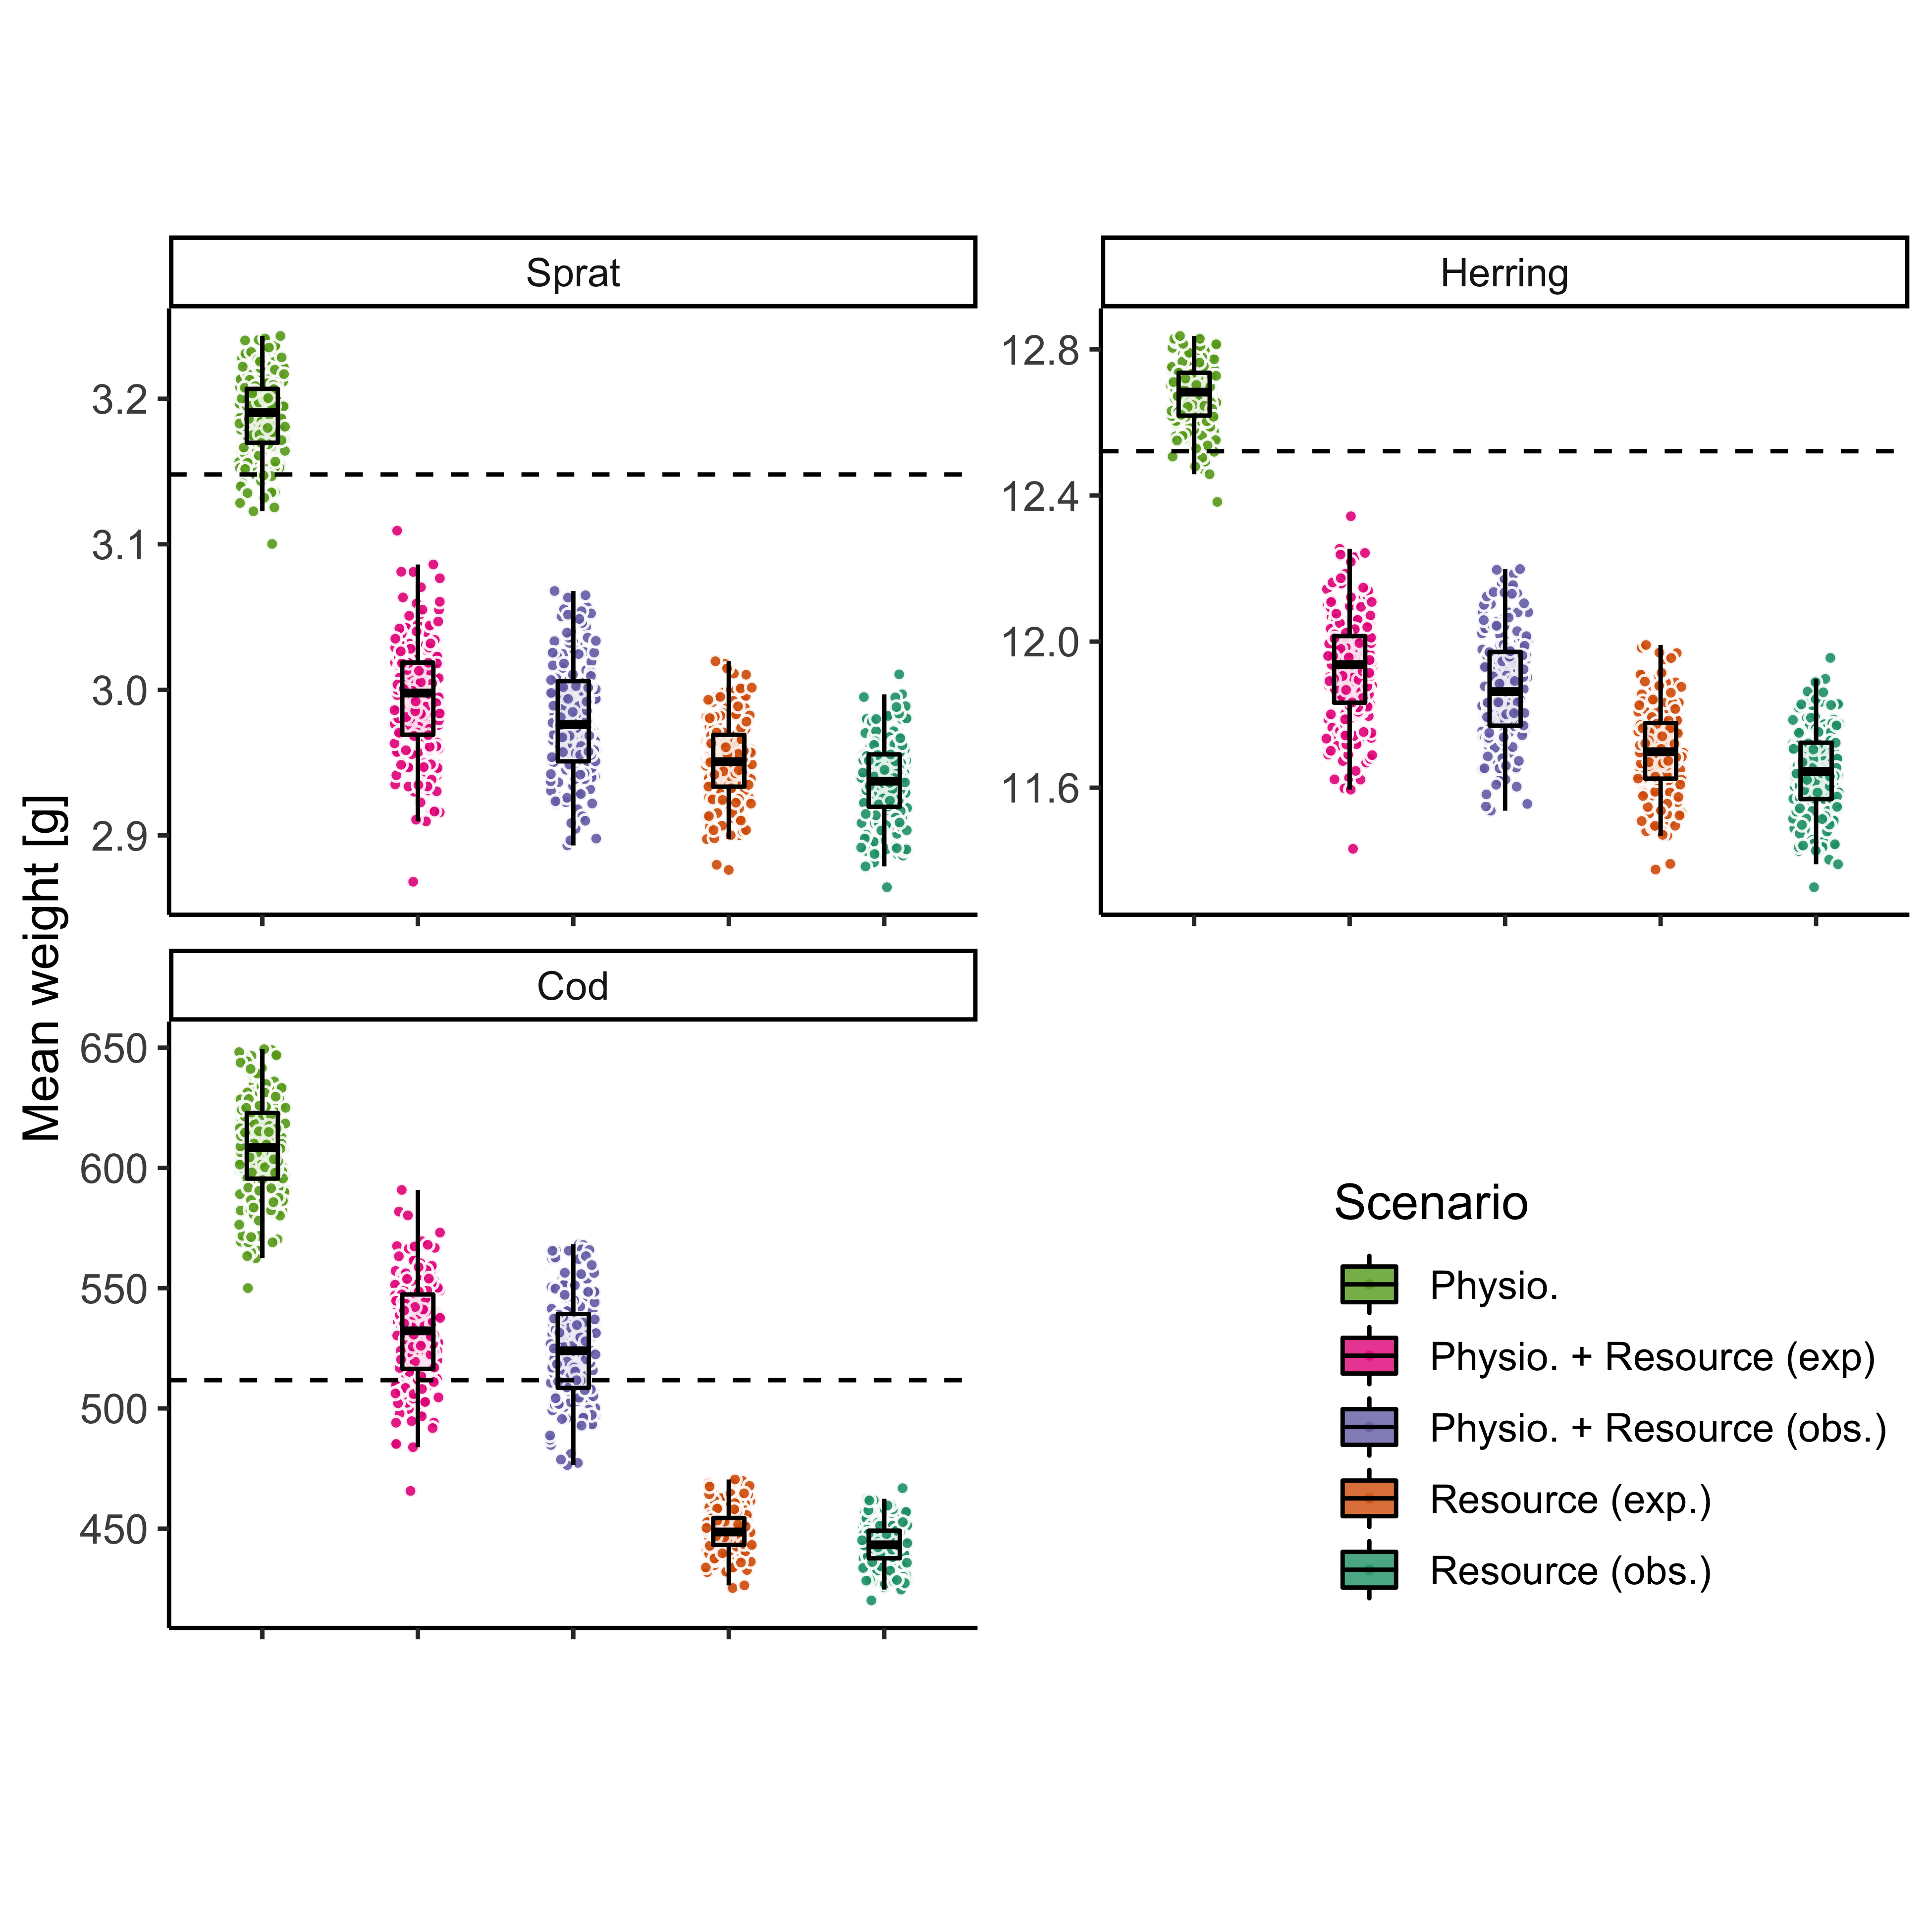 Sprat
Herring
3.2
3.1
3.0
2.9
12.8
12.4
12.0
11.6
Mean weight [g]
Cod
650
600
550
500
450
Scenario
Physio.
Physio. + Resource (exp)
Physio. + Resource (obs.)
Resource (exp.)
Resource (obs.)